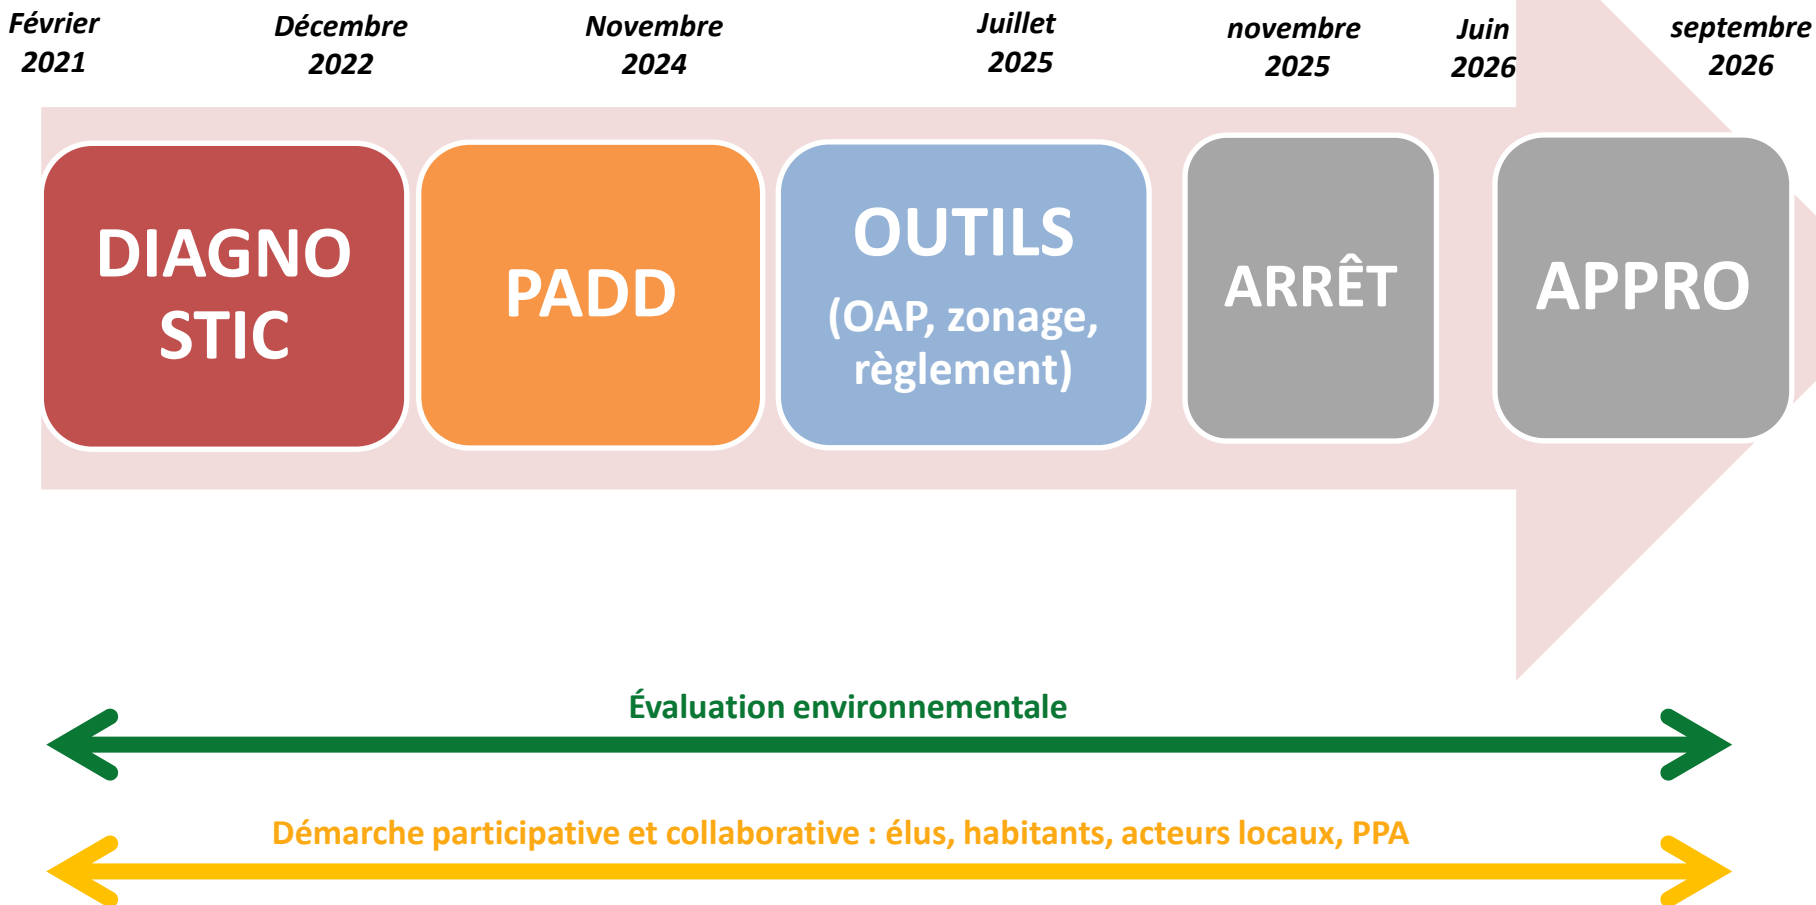 Février
2021
Décembre
2022
Novembre
2024
Juillet
2025
novembre
2025
Juin
2026
septembre
2026
DIAGNO
STIC
PADD
OUTILS
(OAP, zonage,
règlement)
ARRÊT
APPRO
Évaluation environnementale
Démarche participative et collaborative : élus, habitants, acteurs locaux, PPA